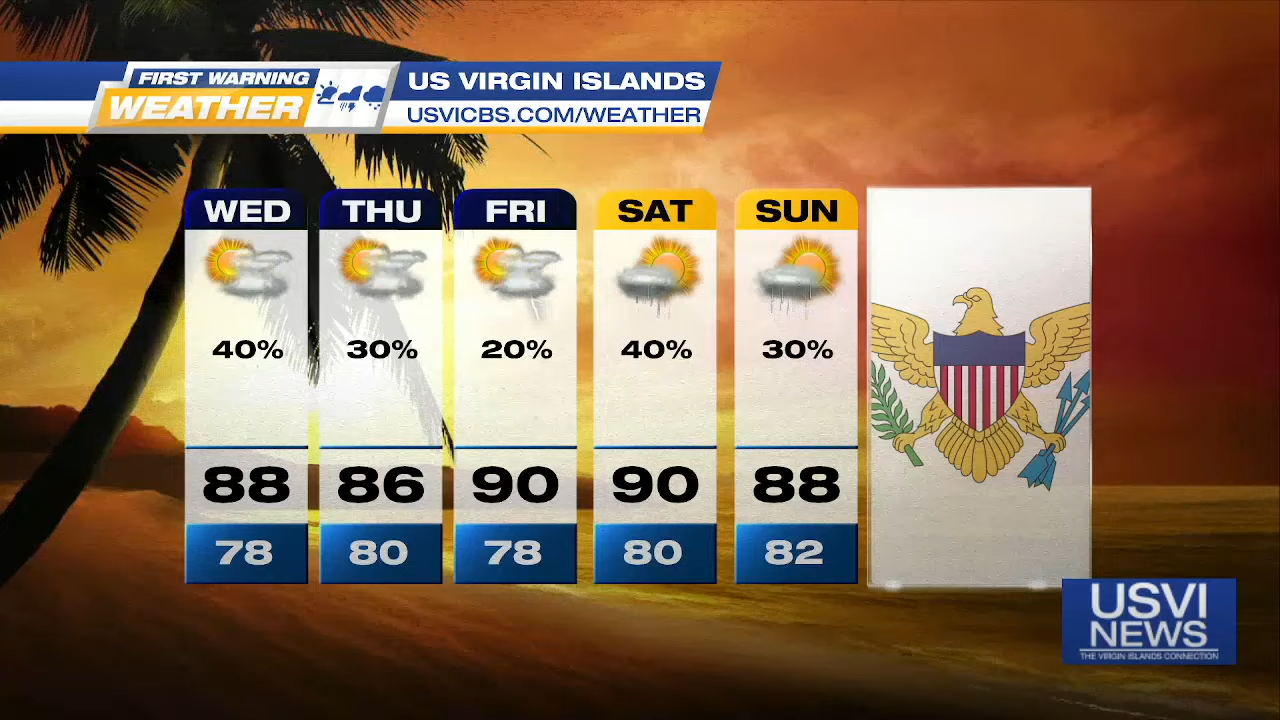 FIRST WARNING
WEATHER
US VIRGIN ISLANDS
USVICBS.COM/WEATHER
WED THU FRI SAT SUN
40% 30% 20% 40% 30%
88 86 90 90 88
78 80 78 80 82
USVI
NEWS
THE VIRGIN ISLANDS CONNECTION